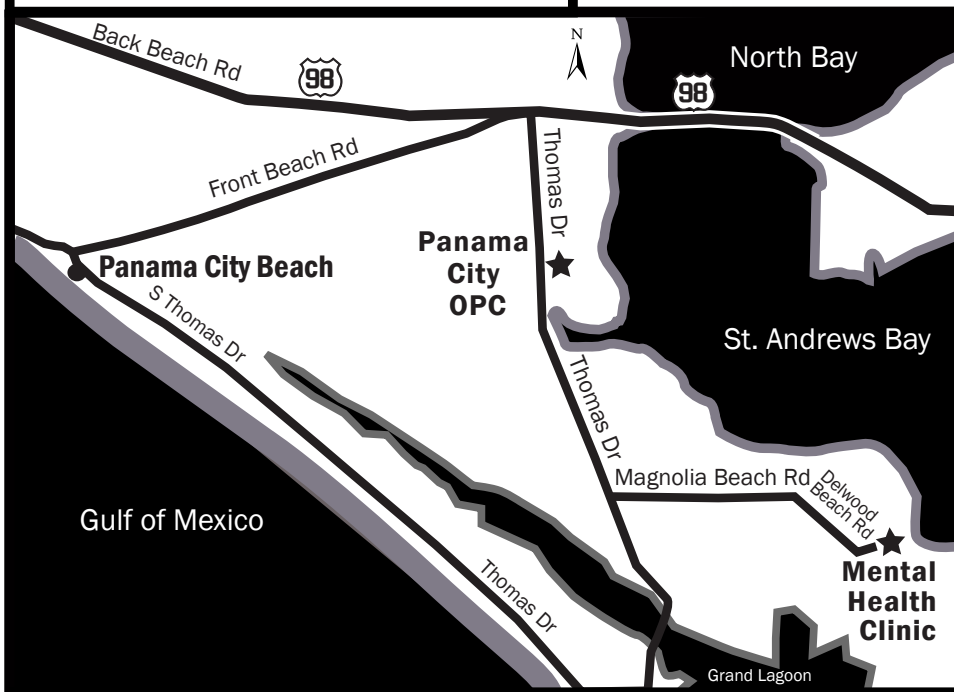 Back Beach Rd
98
N
98
North Bay
Front Beach Rd
Thomas Dr
Panama City Beach
Panama
City
OPC
S Thomas Dr
St. Andrews Bay
Thomas Dr
Magnolia Beach Rd
Delwood
Beach Rd
Gulf of Mexico
Thomas Dr
Mental
Health
Clinic
Grand Lagoon